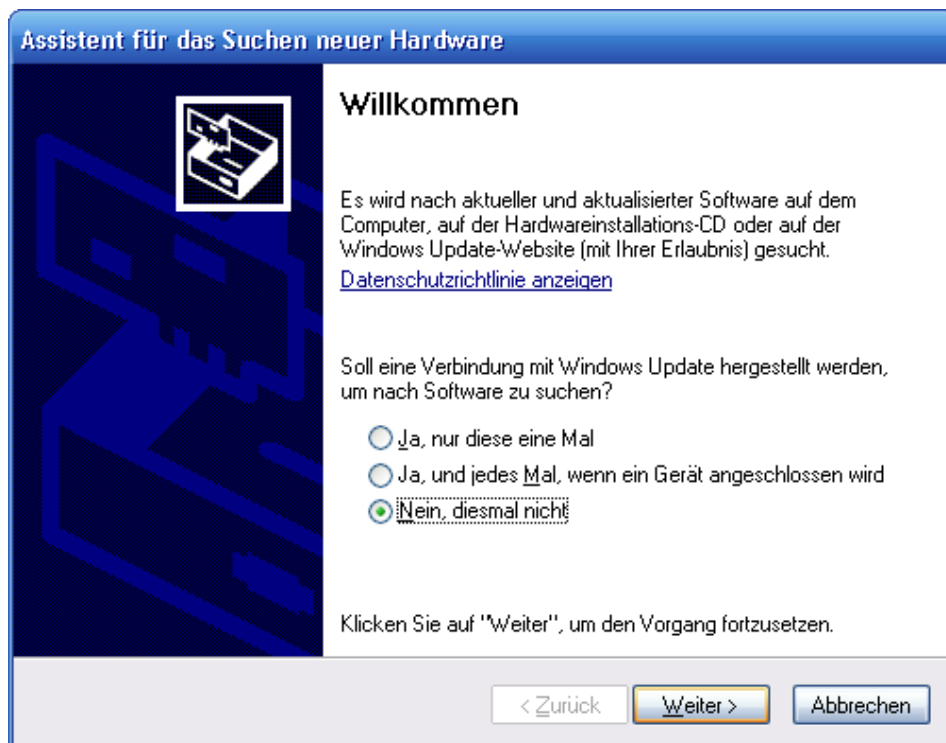 Assistent für das Suchen neuer Hardware
Willkommen
Es wird nach aktueller und aktualisierter Software auf dem
Computer, auf der Hardwareinstallations-CD oder auf der
Windows Update-Website (mit Ihrer Erlaubnis) gesucht.
Datenschutzrichtlinie anzeigen
Soll eine Verbindung mit Windows Update hergestellt werden,
um nach Software zu suchen?
Ja, nur diese eine Mal
Ja, und jedes Mal, wenn ein Gerät angeschlossen wird
Nein, diesmal nicht
Klicken Sie auf "Weiter", um den Vorgang fortzusetzen.
< Zurück Weiter > Abbrechen